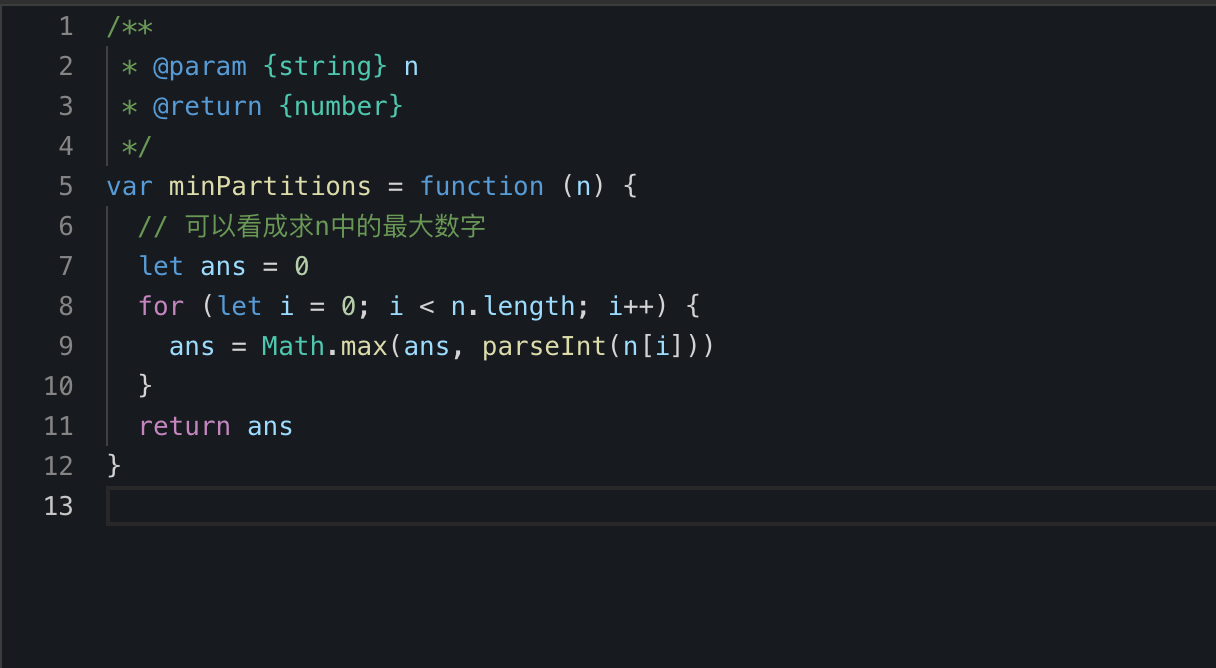 1 /**
2  * @param {string} n
3  * @return {number}
4  */
5 var minPartitions = function (n) {
6   // 可以看成求n中的最大数字
7   let ans = 0
8   for (let i = 0; i < n.length; i++) {
9     ans = Math.max(ans, parseInt(n[i]))
10   }
11   return ans
12 }
13